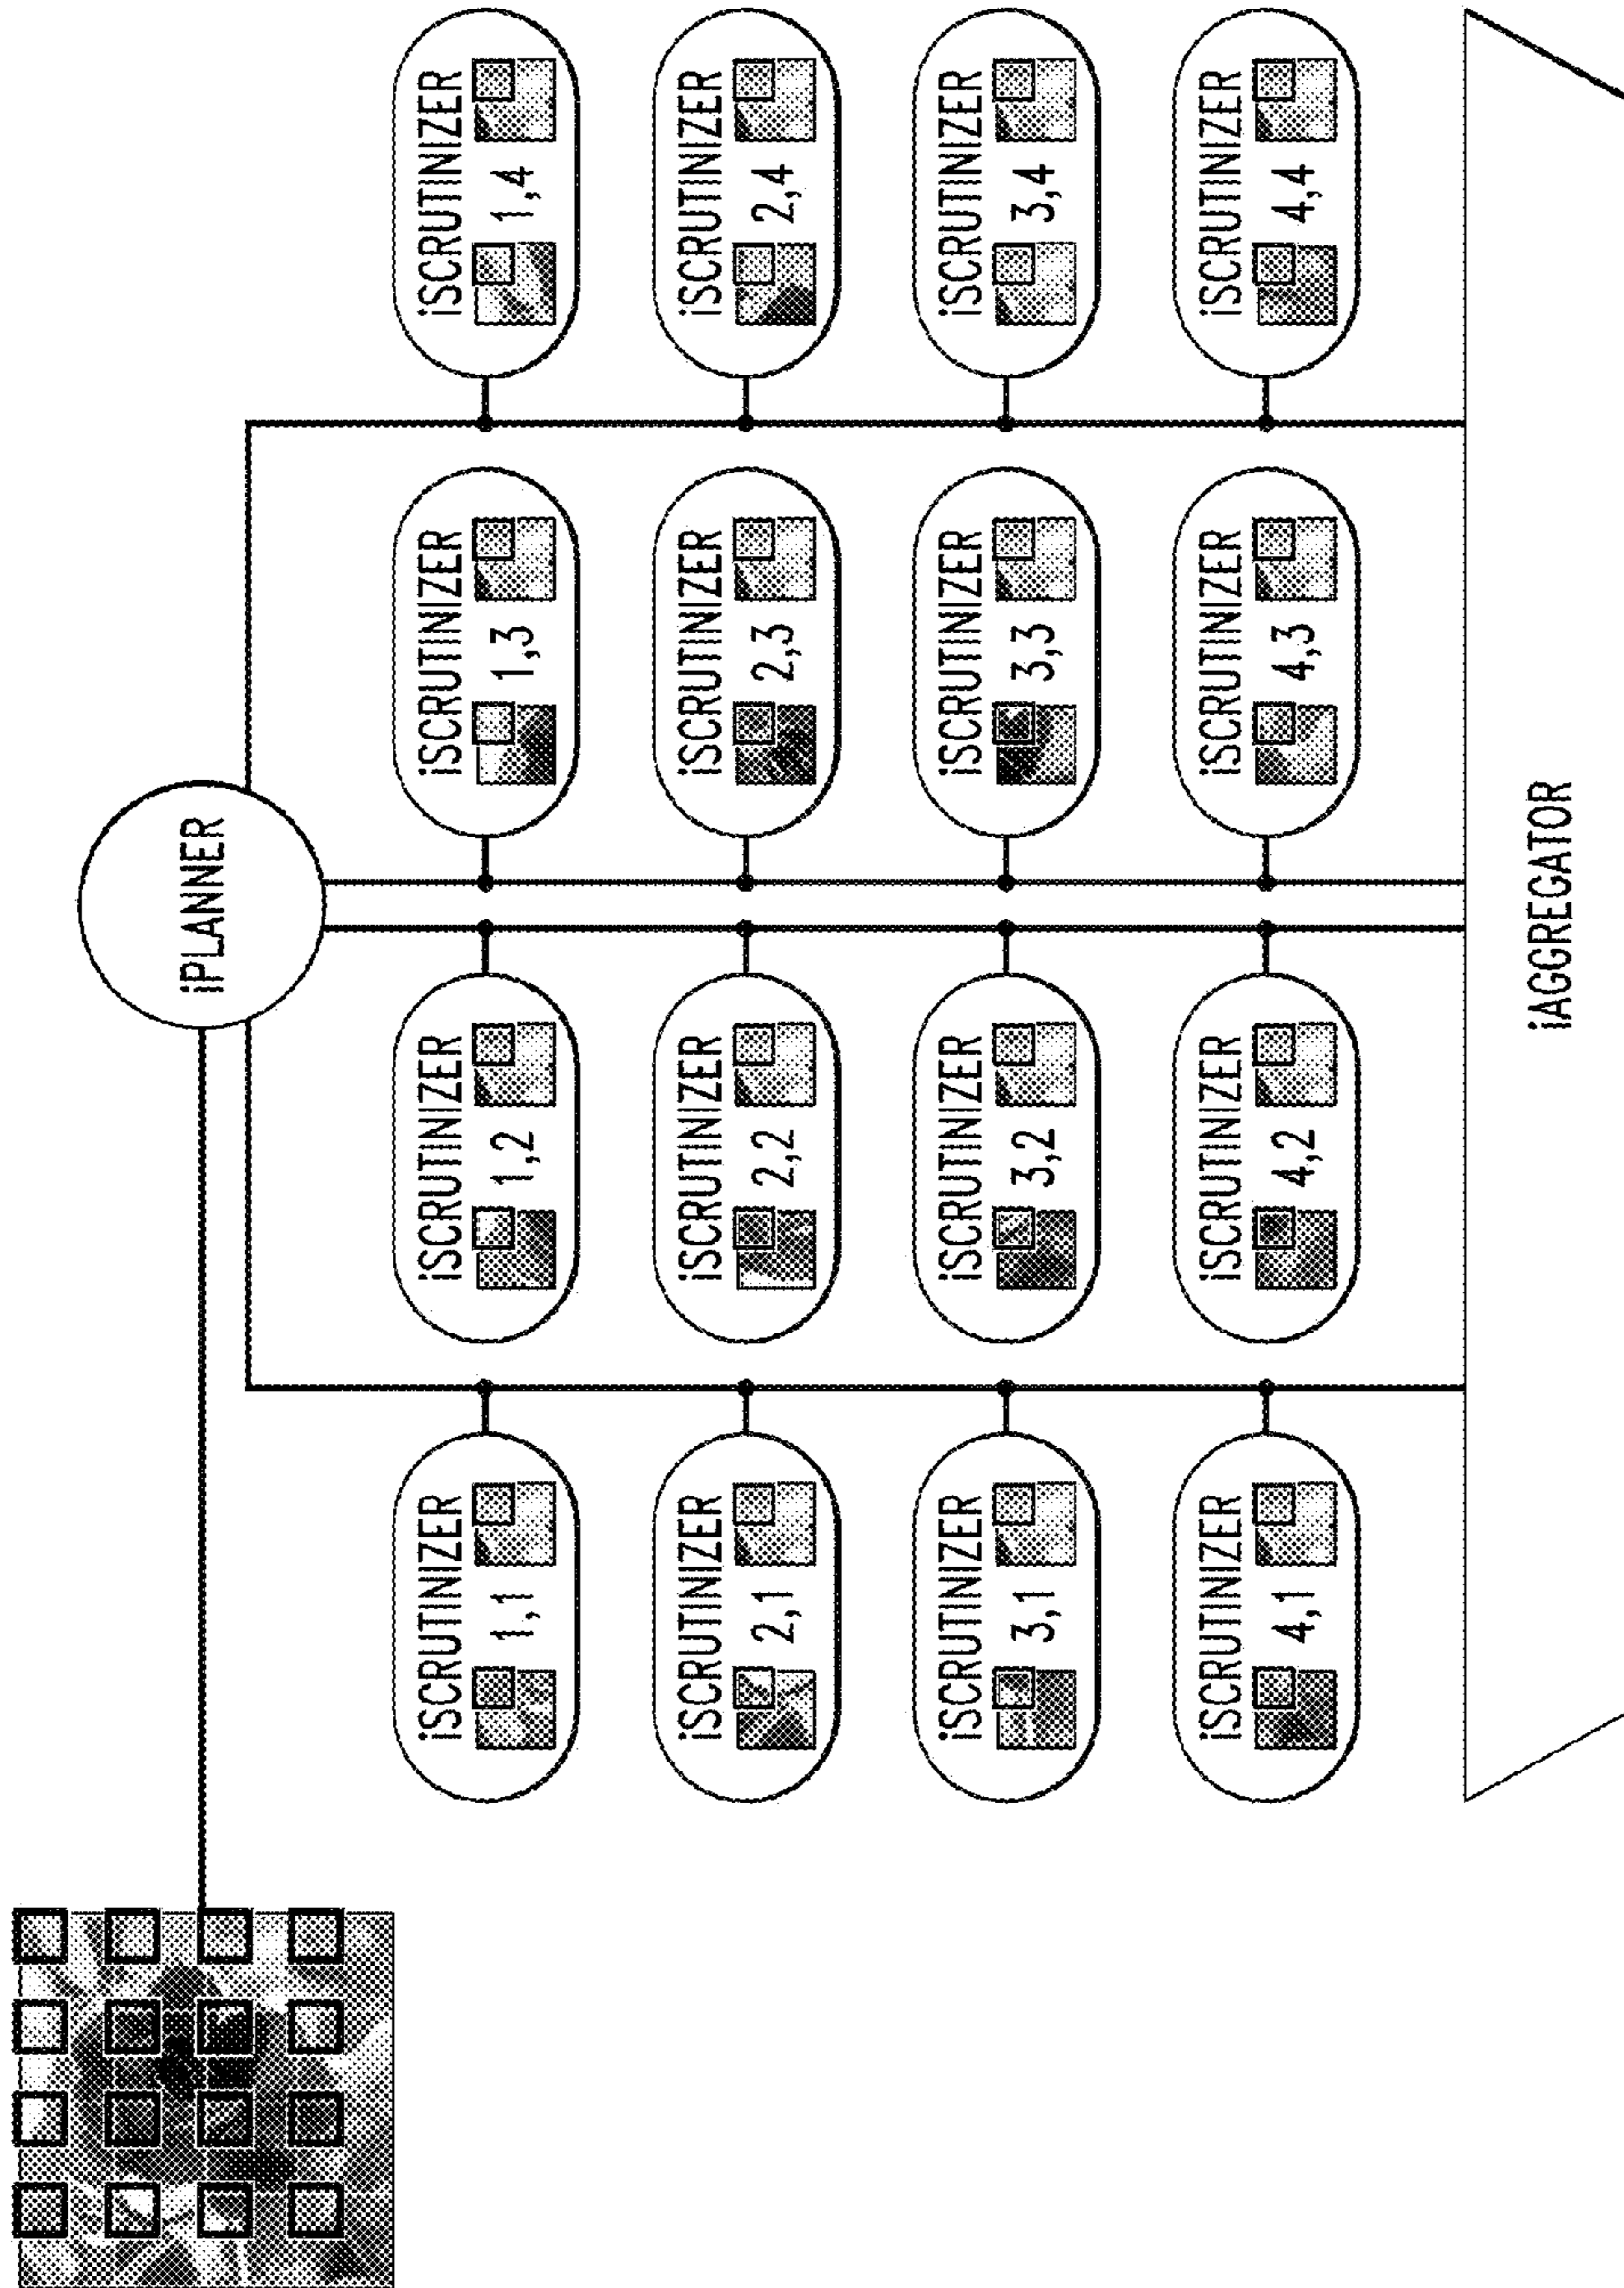 iPLANNER
iSCRUTINIZER
1,1
iSCRUTINIZER
1,2
iSCRUTINIZER
1,3
iSCRUTINIZER
1,4
iSCRUTINIZER
2,1
iSCRUTINIZER
2,2
iSCRUTINIZER
2,3
iSCRUTINIZER
2,4
iSCRUTINIZER
3,1
iSCRUTINIZER
3,2
iSCRUTINIZER
3,3
iSCRUTINIZER
3,4
iSCRUTINIZER
4,1
iSCRUTINIZER
4,2
iSCRUTINIZER
4,3
iSCRUTINIZER
4,4
iAGGREGATOR